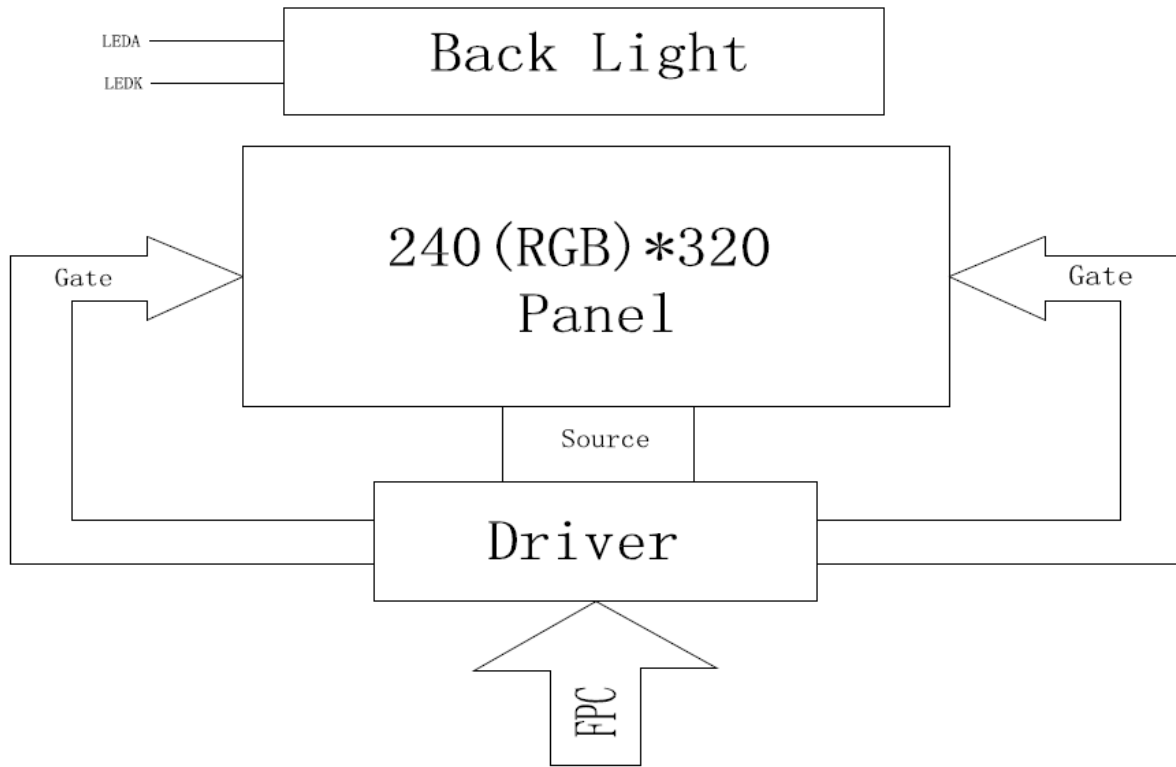 LEDA
Back Light
LEDK
240(RGB)*320
Panel
Gate
Gate
Source
Driver
FPC